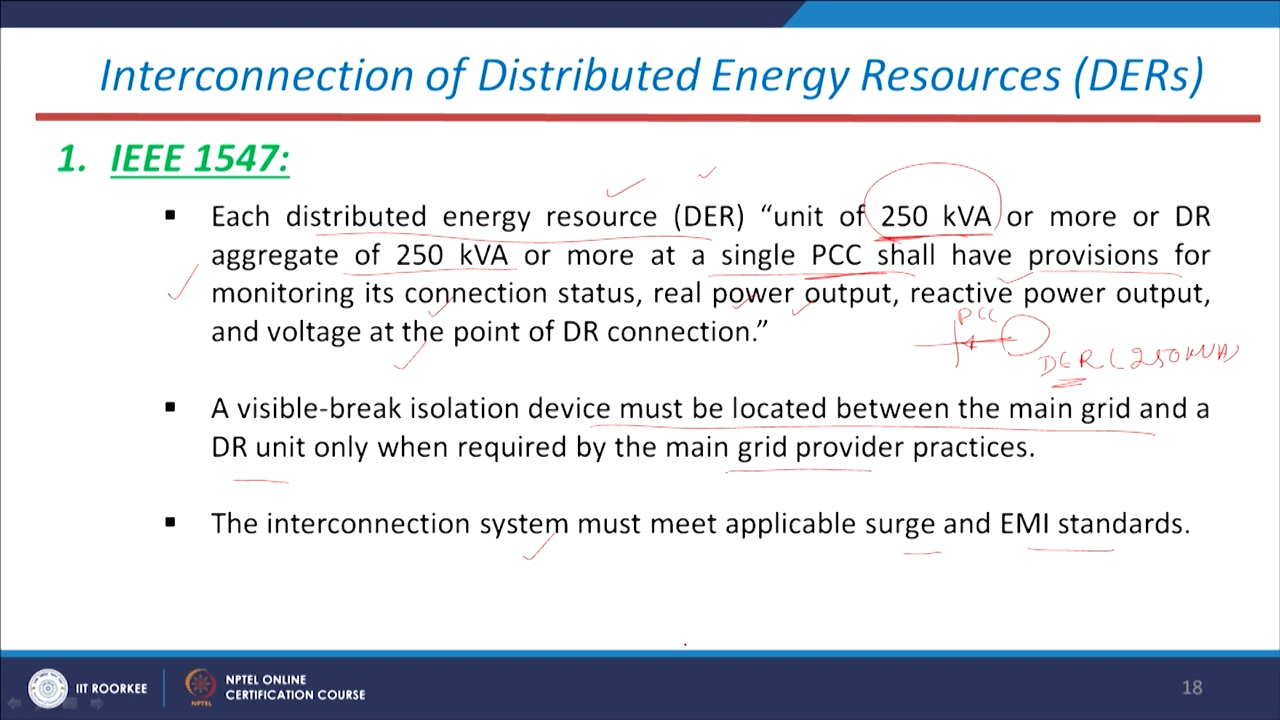 Interconnection of Distributed Energy Resources (DERs)
1. IEEE 1547:
▪ Each distributed energy resource (DER) “unit of 250 kVA or more or DR
aggregate of 250 kVA or more at a single PCC shall have provisions for
monitoring its connection status, real power output, reactive power output,
and voltage at the point of DR connection.”
PCC
DER (250 kVA)
▪ A visible-break isolation device must be located between the main grid and a
DR unit only when required by the main grid provider practices.
▪ The interconnection system must meet applicable surge and EMI standards.
IIT ROORKEE
NPTEL
NPTEL ONLINE
CERTIFICATION COURSE
18